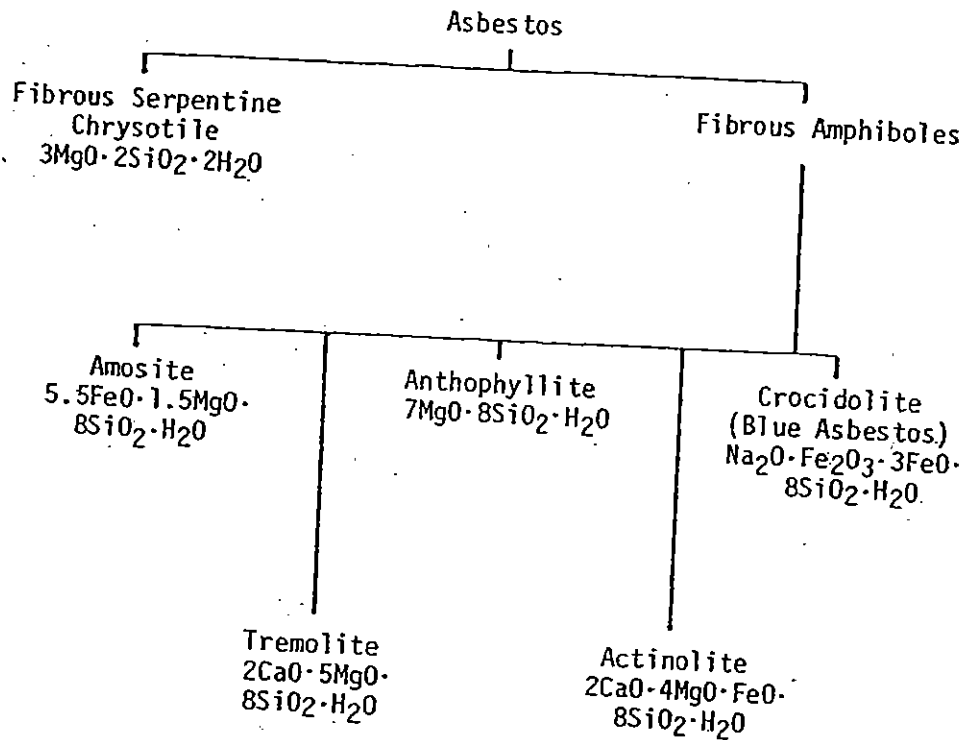 Asbestos
Fibrous Serpentine
Chrysotile
3MgO·2SiO₂·2H₂O
Fibrous Amphiboles
Amosite
5.5FeO·1.5MgO·
8SiO₂·H₂O
Anthophyllite
7MgO·8SiO₂·H₂O
Crocidolite
(Blue Asbestos)
Na₂O·Fe₂O₃·3FeO·
8SiO₂·H₂O
Tremolite
2CaO·5MgO·
8SiO₂·H₂O
Actinolite
2CaO·4MgO·FeO·
8SiO₂·H₂O